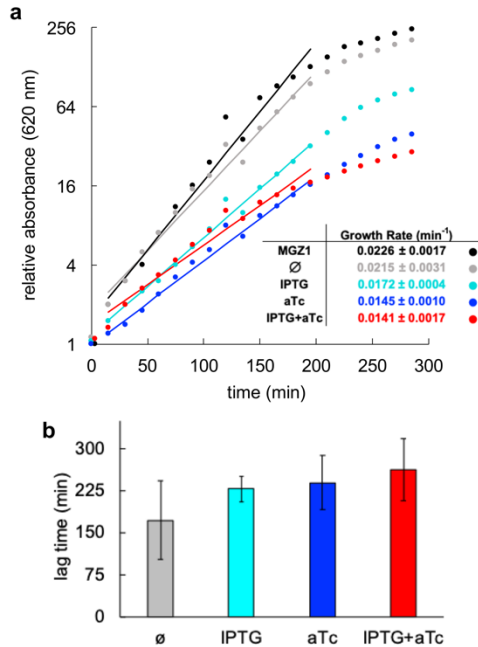 a
relative absorbance (620 nm)
256
64
16
4
1
0 50 100 150 200 250 300
time (min)
Growth Rate (min-1)
MGZ1 0.0226 ± 0.0017
Ø 0.0215 ± 0.0031
IPTG 0.0172 ± 0.0004
aTc 0.0145 ± 0.0010
IPTG+aTc 0.0141 ± 0.0017
b
lag time (min)
300
225
150
75
0
ø IPTG aTc IPTG+aTc